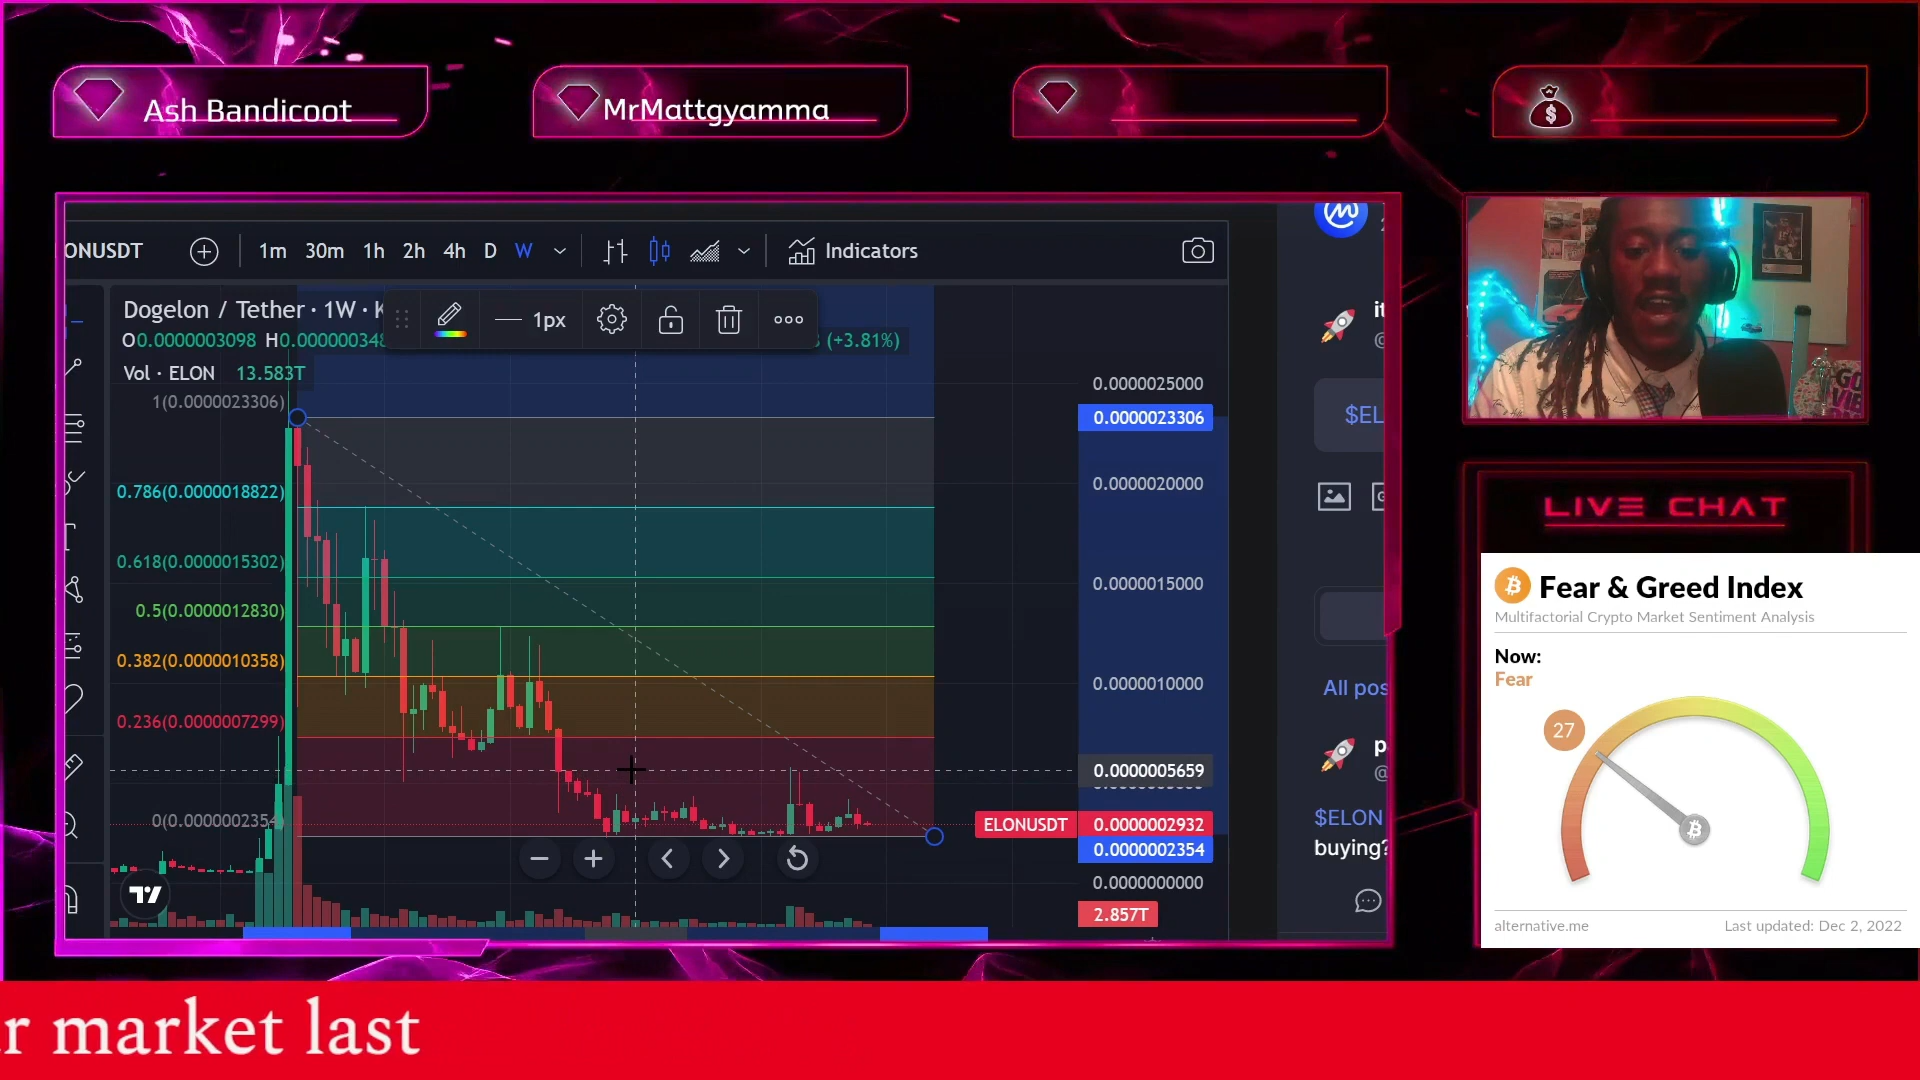 Ash Bandicoot
MrMattgyamma
ONUSDT
1m 30m 1h 2h 4h D W
Indicators
Dogelon / Tether · 1W · K
1px
O0.0000003098 H0.000000348
(+3.81%)
Vol · ELON 13.583T
1(0.0000023306)
0.786(0.0000018822)
0.618(0.0000015302)
0.5(0.0000012830)
0.382(0.0000010358)
0.236(0.0000007299)
0(0.0000002354)
0.0000025000
0.0000023306
0.0000020000
0.0000015000
0.0000010000
0.0000005659
ELONUSDT 0.0000002932
0.0000002354
0.0000000000
2.857T
it
@
$EL
All pos
p
@
$ELON
buying?
LIVE CHAT
Fear & Greed Index
Multifactorial Crypto Market Sentiment Analysis
Now:
Fear
27
alternative.me
Last updated: Dec 2, 2022
r market last